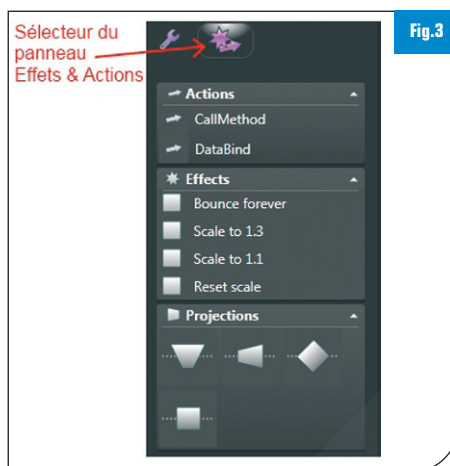 Sélecteur du
panneau
Effets & Actions
Fig.3
Actions
CallMethod
DataBind
Effects
Bounce forever
Scale to 1.3
Scale to 1.1
Reset scale
Projections